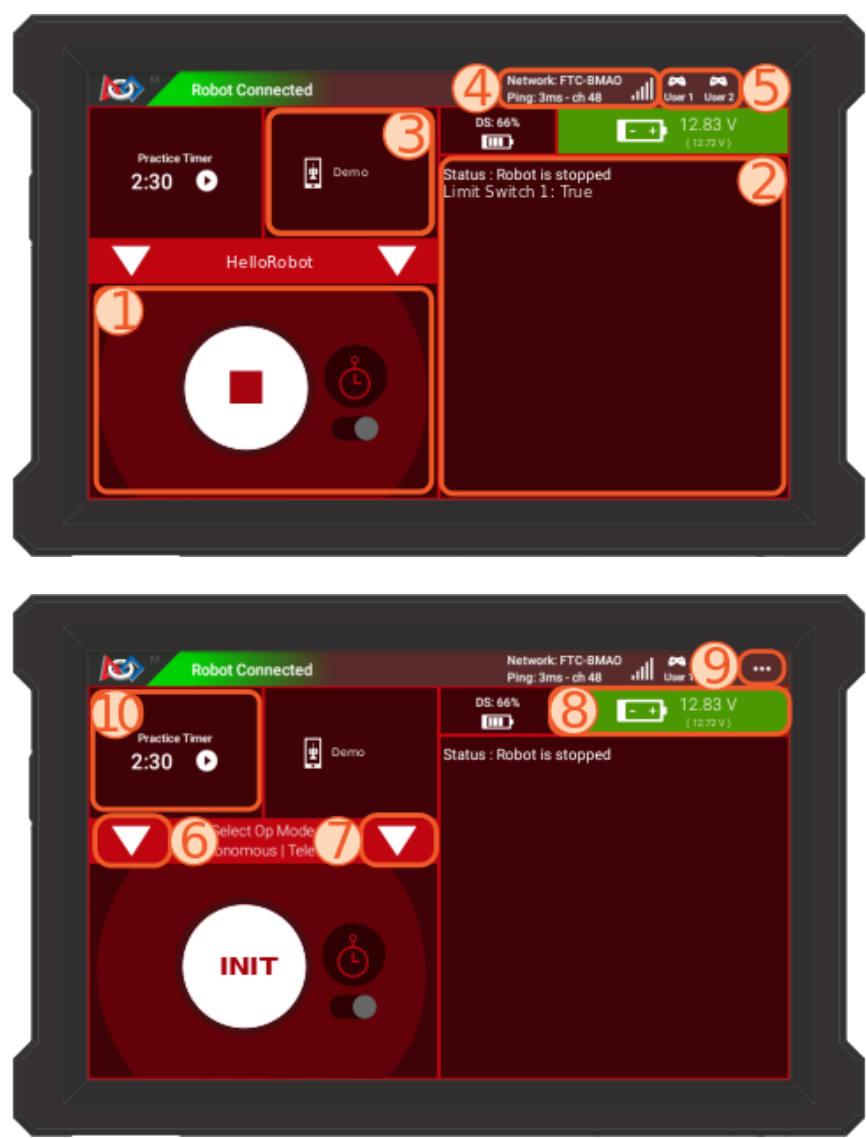 M
Robot Connected
4
Network: FTC-BMAO
Ping: 3ms - ch 48
User 1
User 2
5
Practice Timer
2:30
3
Demo
DS: 66%
- +
12.83 V
( 12.72 V )
HelloRobot
Status : Robot is stopped
Limit Switch 1: True
2
1
M
Robot Connected
Network: FTC-BMAO
Ping: 3ms - ch 48
User
9
...
10
Practice Timer
2:30
Demo
DS: 66%
8
- +
12.83 V
( 12.72 V )
Status : Robot is stopped
6
Select Op Mode
onomous | Tele
7
INIT